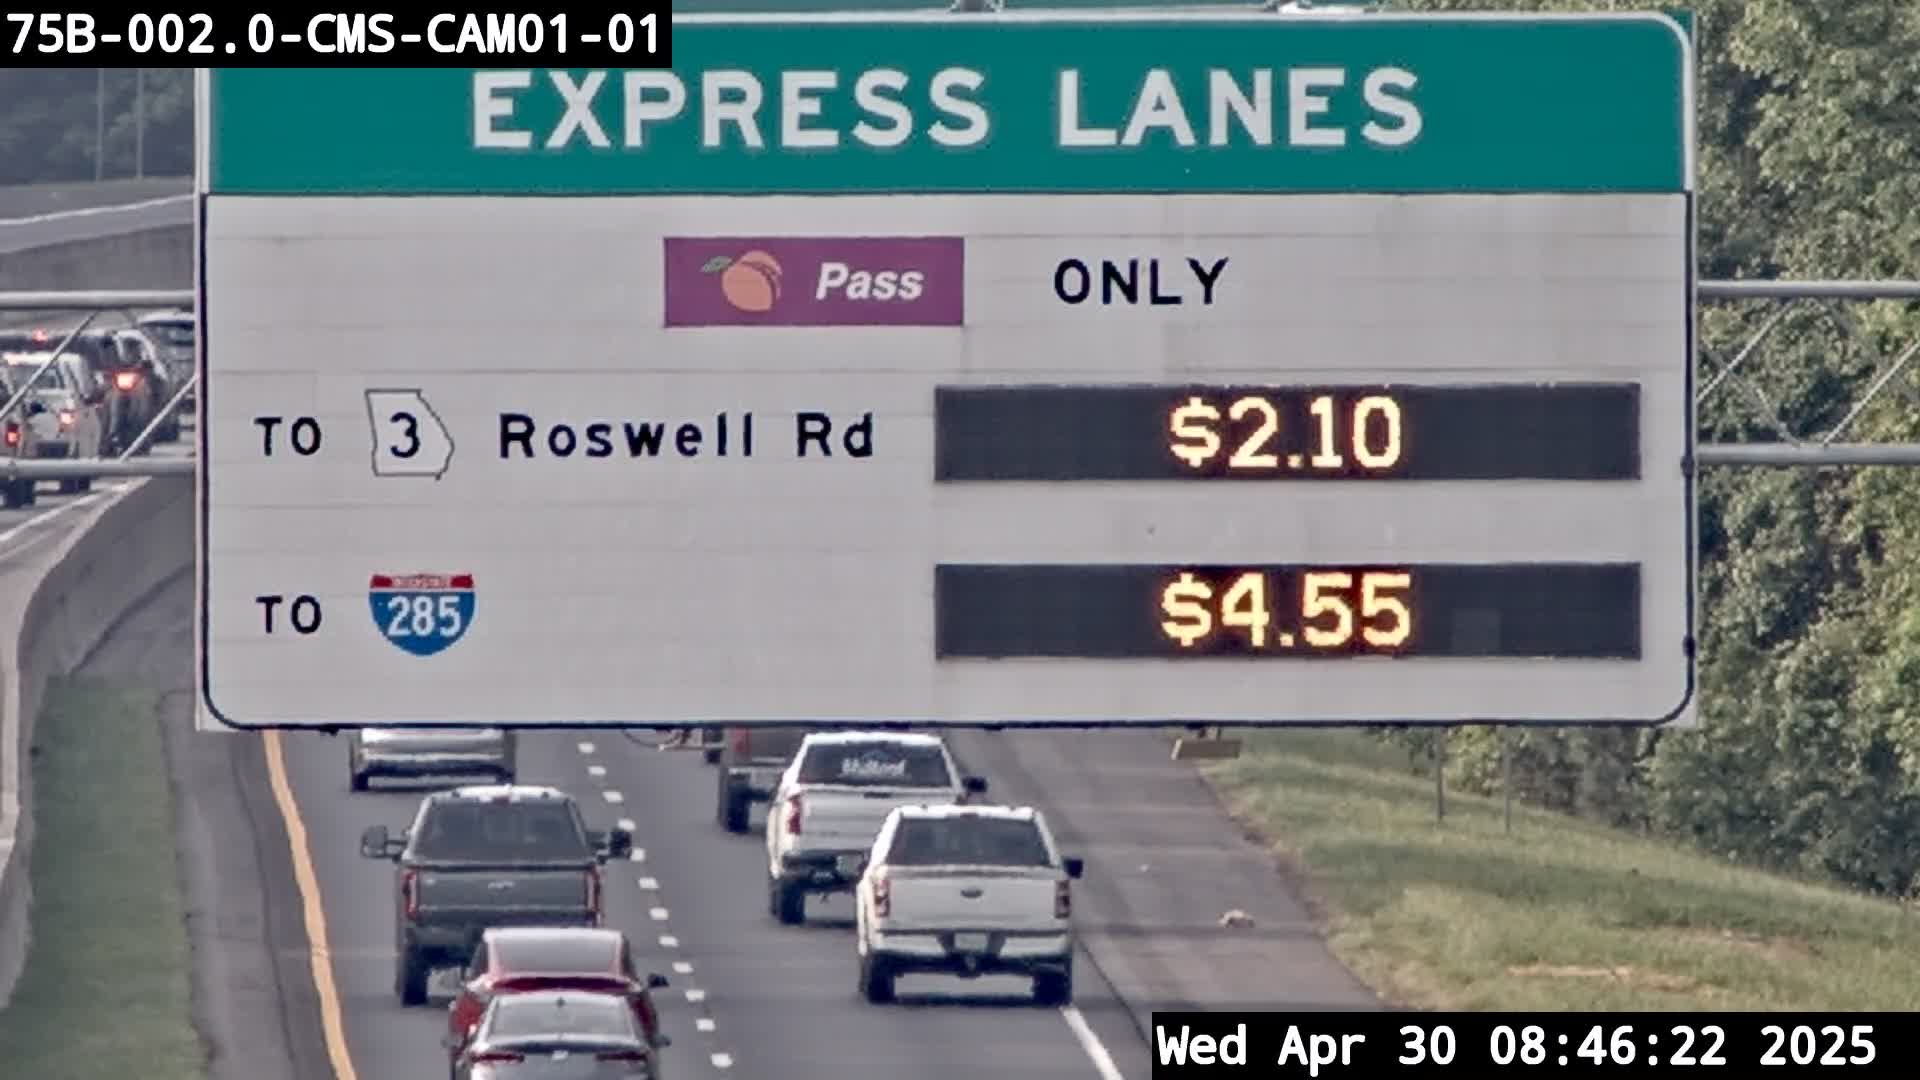 75B-002.0-CMS-CAM01-01
EXPRESS LANES
Pass ONLY
TO 3 Roswell Rd $2.10
TO 285 $4.55
Wed Apr 30 08:46:22 2025